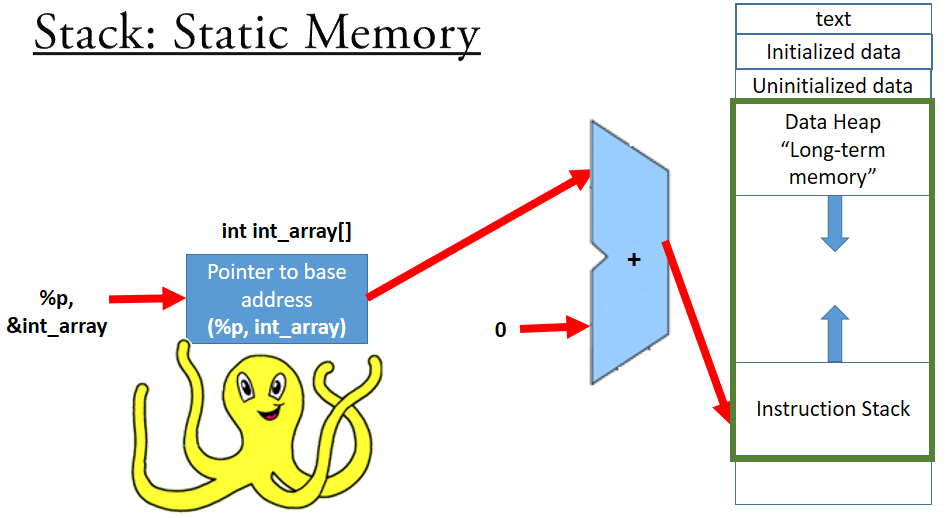 Stack: Static Memory
text
Initialized data
Uninitialized data
Data Heap
“Long-term
memory”
int int_array[]
Pointer to base
address
(%p, int_array)
%p,
&int_array
0
+
Instruction Stack